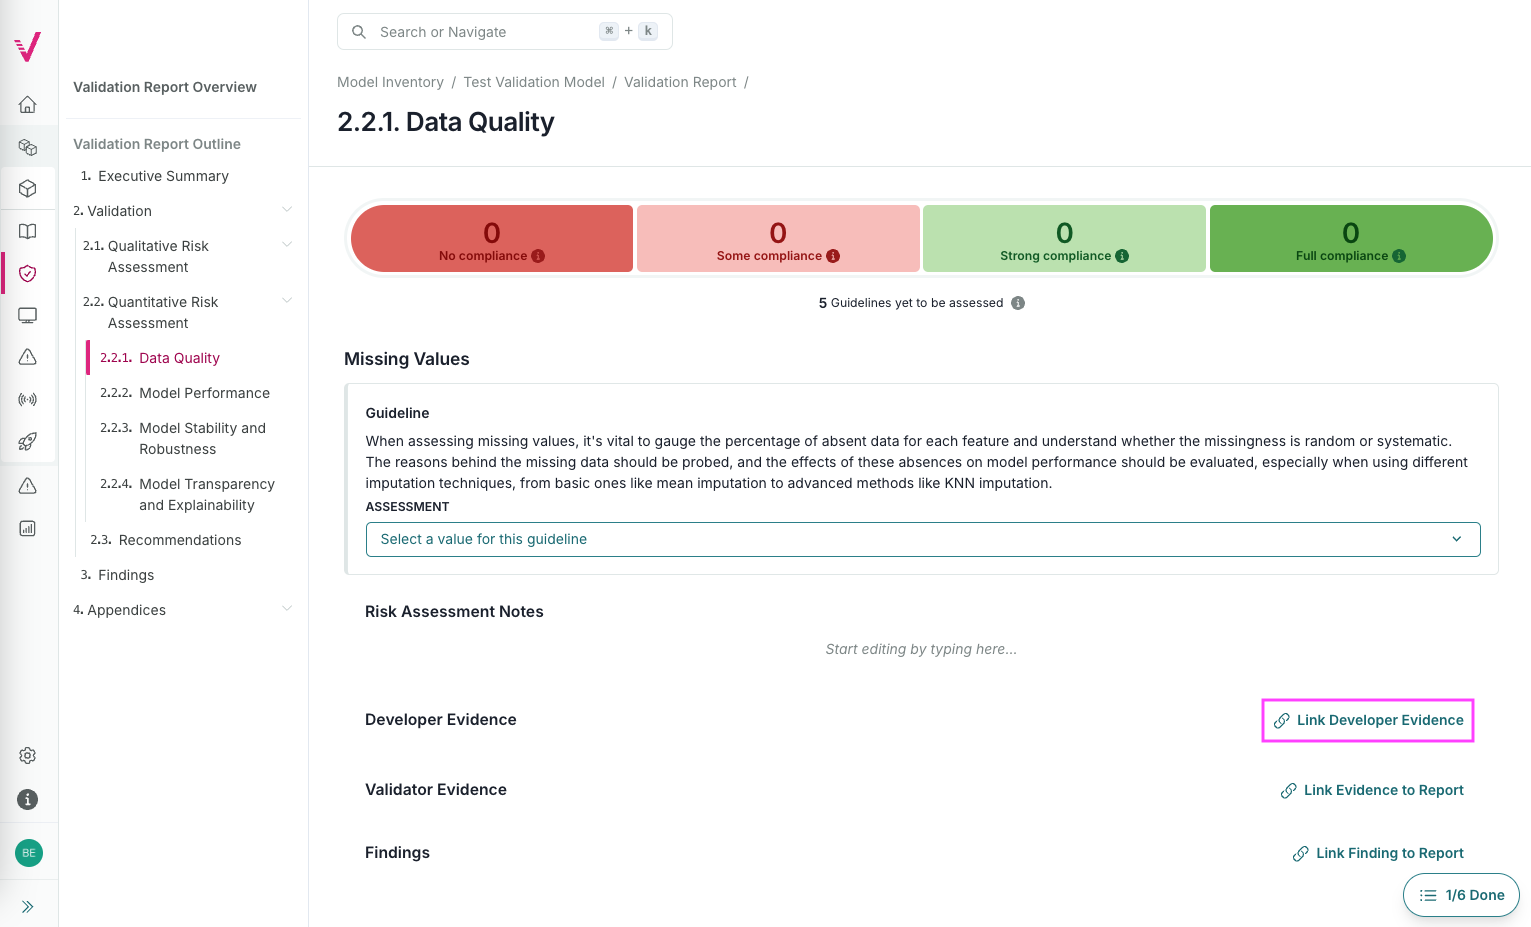 Search or Navigate
⌘ + k
Validation Report Overview
Validation Report Outline
1. Executive Summary
2. Validation
2.1. Qualitative Risk
Assessment
2.2. Quantitative Risk
Assessment
2.2.1. Data Quality
2.2.2. Model Performance
2.2.3. Model Stability and
Robustness
2.2.4. Model Transparency
and Explainability
2.3. Recommendations
3. Findings
4. Appendices
BE
Model Inventory / Test Validation Model / Validation Report /
2.2.1. Data Quality
0
No compliance
0
Some compliance
0
Strong compliance
0
Full compliance
5 Guidelines yet to be assessed
Missing Values
Guideline
When assessing missing values, it's vital to gauge the percentage of absent data for each feature and understand whether the missingness is random or systematic.
The reasons behind the missing data should be probed, and the effects of these absences on model performance should be evaluated, especially when using different
imputation techniques, from basic ones like mean imputation to advanced methods like KNN imputation.
ASSESSMENT
Select a value for this guideline
Risk Assessment Notes
Start editing by typing here...
Developer Evidence
Link Developer Evidence
Validator Evidence
Link Evidence to Report
Findings
Link Finding to Report
1/6 Done